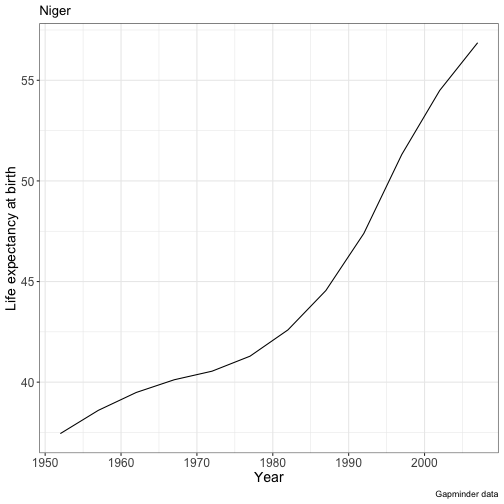 Niger
Life expectancy at birth
55
50
45
40
1950 1960 1970 1980 1990 2000
Year
Gapminder data